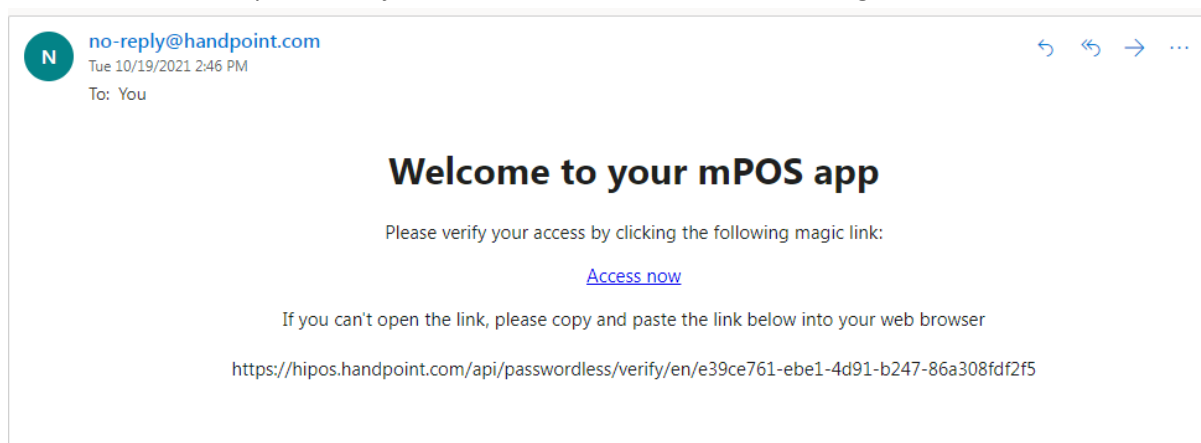 N
no-reply@handpoint.com
Tue 10/19/2021 2:46 PM
To: You
Welcome to your mPOS app
Please verify your access by clicking the following magic link:
Access now
If you can't open the link, please copy and paste the link below into your web browser
https://hipos.handpoint.com/api/passwordless/verify/en/e39ce761-ebe1-4d91-b247-86a308fdf2f5